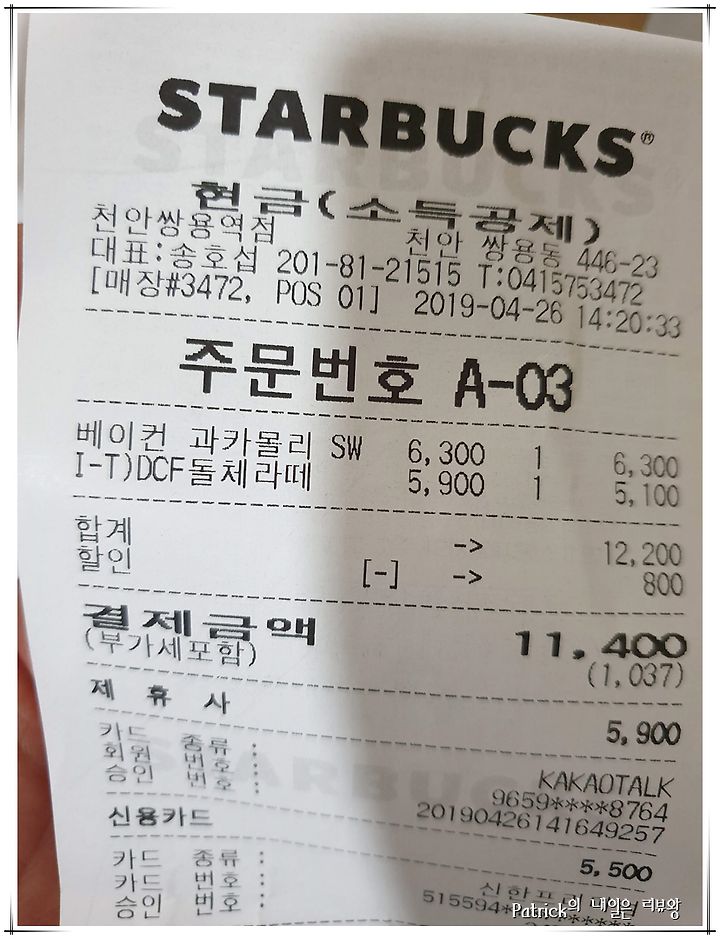 STARBUCKS®
현금(소득공제)
천안쌍용역점 천안 쌍용동 446-23
대표:송호섭 201-81-21515 T:0415753472
[매장#3472, POS 01] 2019-04-26 14:20:33
주문번호 A-03
베이컨 과카몰리 SW 6,300 1 6,300
I-T)DCF돌체라떼 5,900 1 5,100
합계 -> 12,200
할인 [-] -> 800
결제금액 11,400
(부가세포함) (1,037)
제 휴 사 5,900
카드 종류 : KAKAOTALK
회원 번호 : 9659****8764
승인 번호 : 20190426141649257
신용카드 5,500
카드 종류 :
카드 번호 : 515594**
승인 번호 :
Patrick의 내일은 리뷰왕